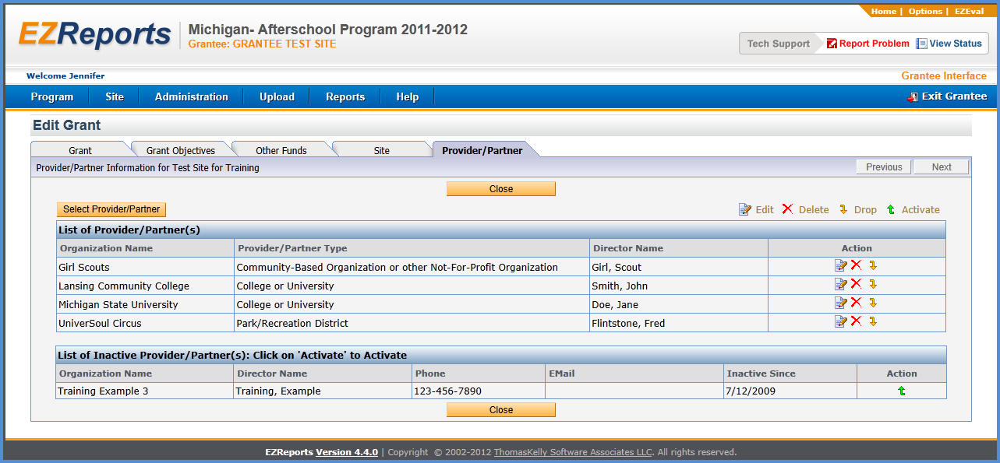 Home | Options | EZEval
EZReports
Michigan- Afterschool Program 2011-2012
Grantee: GRANTEE TEST SITE
Tech Support Report Problem View Status
Welcome Jennifer Grantee Interface
Program Site Administration Upload Reports Help Exit Grantee
Edit Grant
Grant Grant Objectives Other Funds Site Provider/Partner
Provider/Partner Information for Test Site for Training Previous Next
Close
Select Provider/Partner Edit Delete Drop Activate
List of Provider/Partner(s)
Organization Name Provider/Partner Type Director Name Action
Girl Scouts Community-Based Organization or other Not-For-Profit Organization Girl, Scout
Lansing Community College College or University Smith, John
Michigan State University College or University Doe, Jane
UniverSoul Circus Park/Recreation District Flintstone, Fred
List of Inactive Provider/Partner(s): Click on 'Activate' to Activate
Organization Name Director Name Phone EMail Inactive Since Action
Training Example 3 Training, Example 123-456-7890 7/12/2009
Close
EZReports Version 4.4.0 | Copyright © 2002-2012 ThomasKelly Software Associates LLC. All rights reserved.